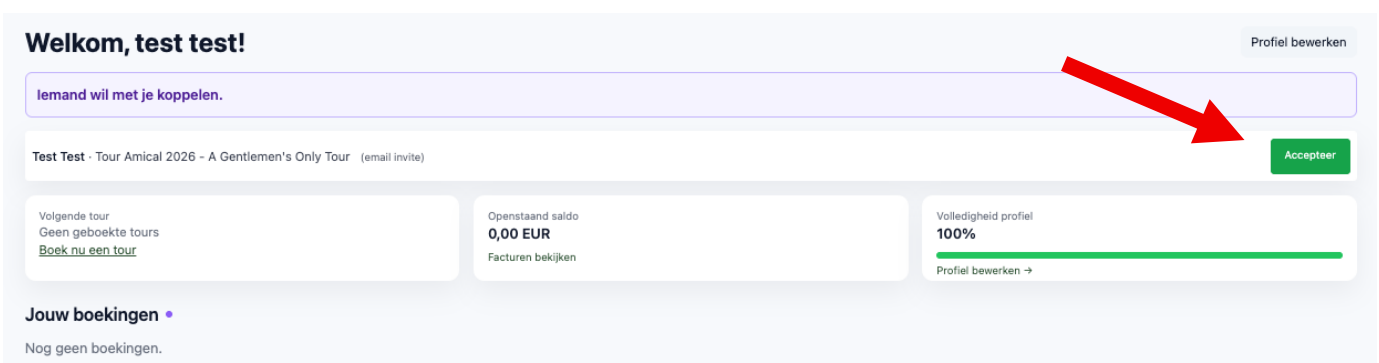 Welkom, test test!
Profiel bewerken
Iemand wil met je koppelen.
Test Test · Tour Amical 2026 - A Gentlemen's Only Tour (email invite)
Accepteer
Volgende tour
Geen geboekte tours
Boek nu een tour
Openstaand saldo
0,00 EUR
Facturen bekijken
Volledigheid profiel
100%
Profiel bewerken →
Jouw boekingen
Nog geen boekingen.